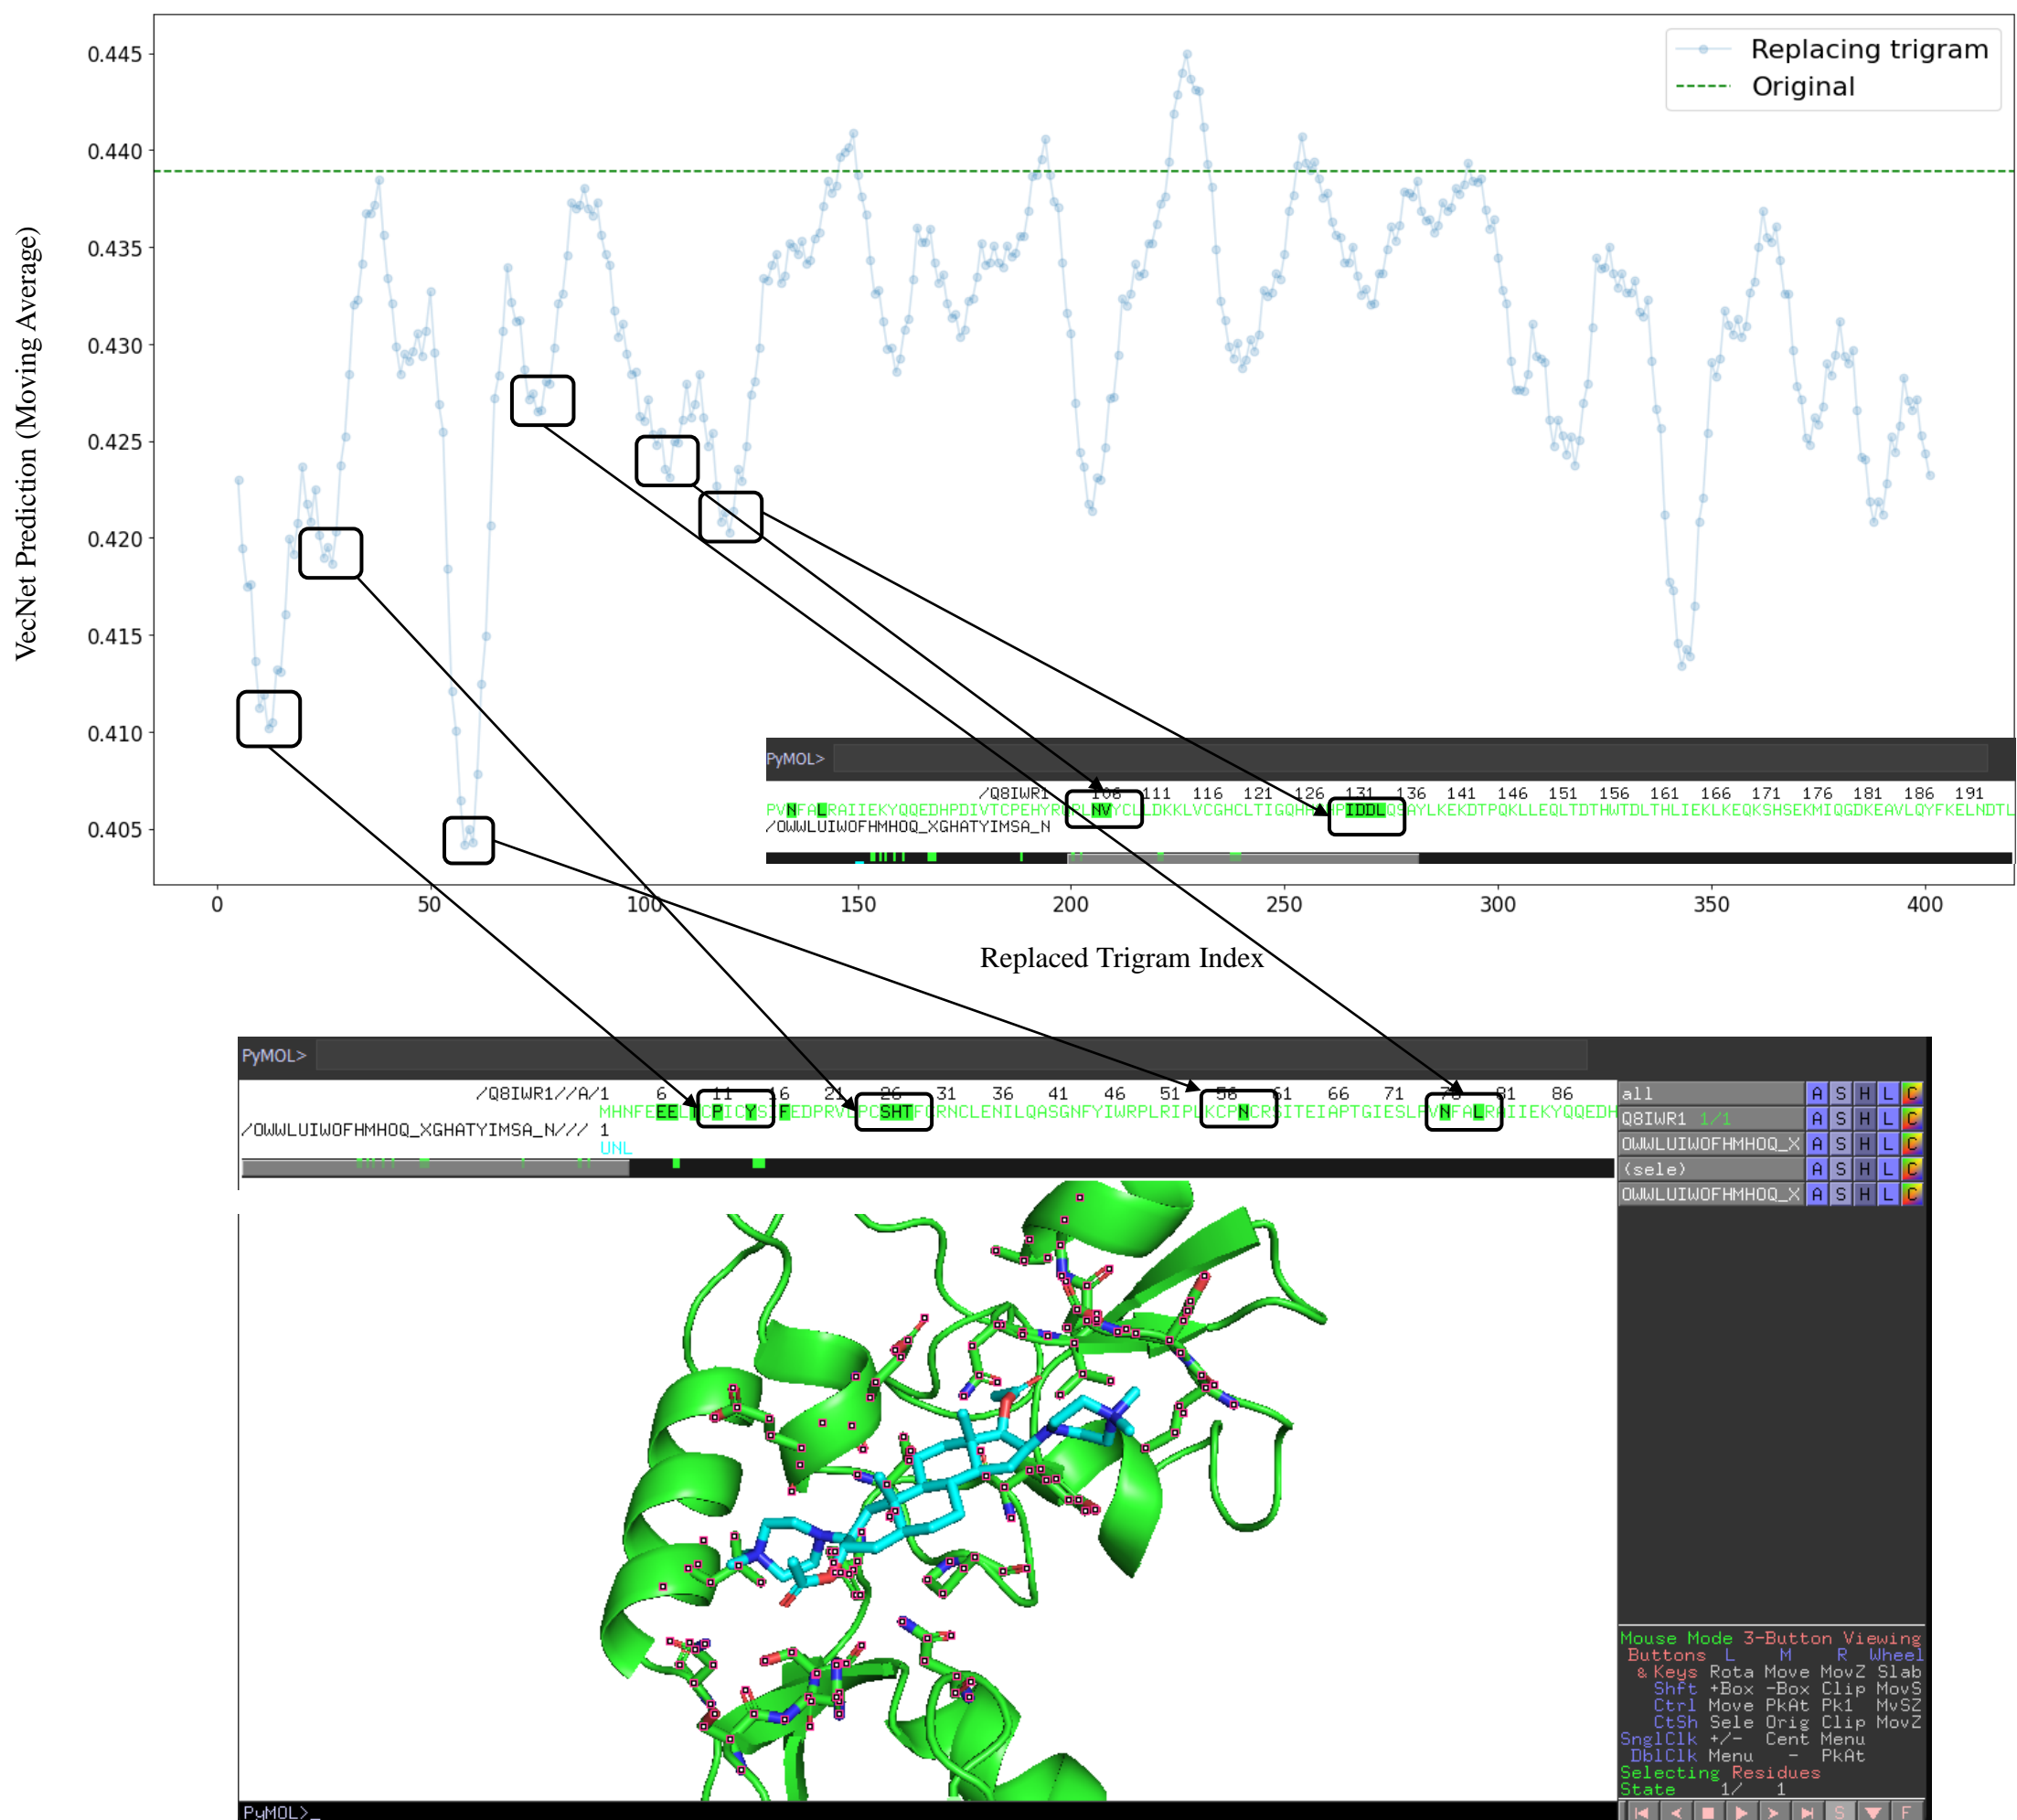 0.445
0.440
0.435
0.430
0.425
0.420
0.415
0.410
0.405
VecNet Prediction (Moving Average)
Replacing trigram
Original
PyMOL>
/Q8IWR1 106 111 116 121 126 131 136 141 146 151 156 161 166 171 176 181 186 191
/OWWLUIWOFHMHOQ_XGHATYIMSA_N
0 50 100 150 200 250 300 350 400
Replaced Trigram Index
PyMOL>
/Q8IWR1//A/1 6 11 16 21 26 31 36 41 46 51 56 61 66 71 76 81 86
/OWWLUIWOFHMHOQ_XGHATYIMSA_N/// 1
UNL
all A S H L C
Q8IWR1 1/1 A S H L C
OWWLUIWOFHMHOQ_X A S H L C
(sele) A S H L C
OWWLUIWOFHMHOQ_X A S H L C
Mouse Mode 3-Button Viewing
Buttons L M R Wheel
& Keys Rota Move MovZ Slab
Shft +Box -Box Clip MovS
Ctrl Move PkAt Pk1 MvSZ
CtSh Sele Orig Clip MovZ
SnglClk +/- Cent Menu
DblClk Menu - PkAt
Selecting Residues
State 1/ 1
S F
PyMOL>_